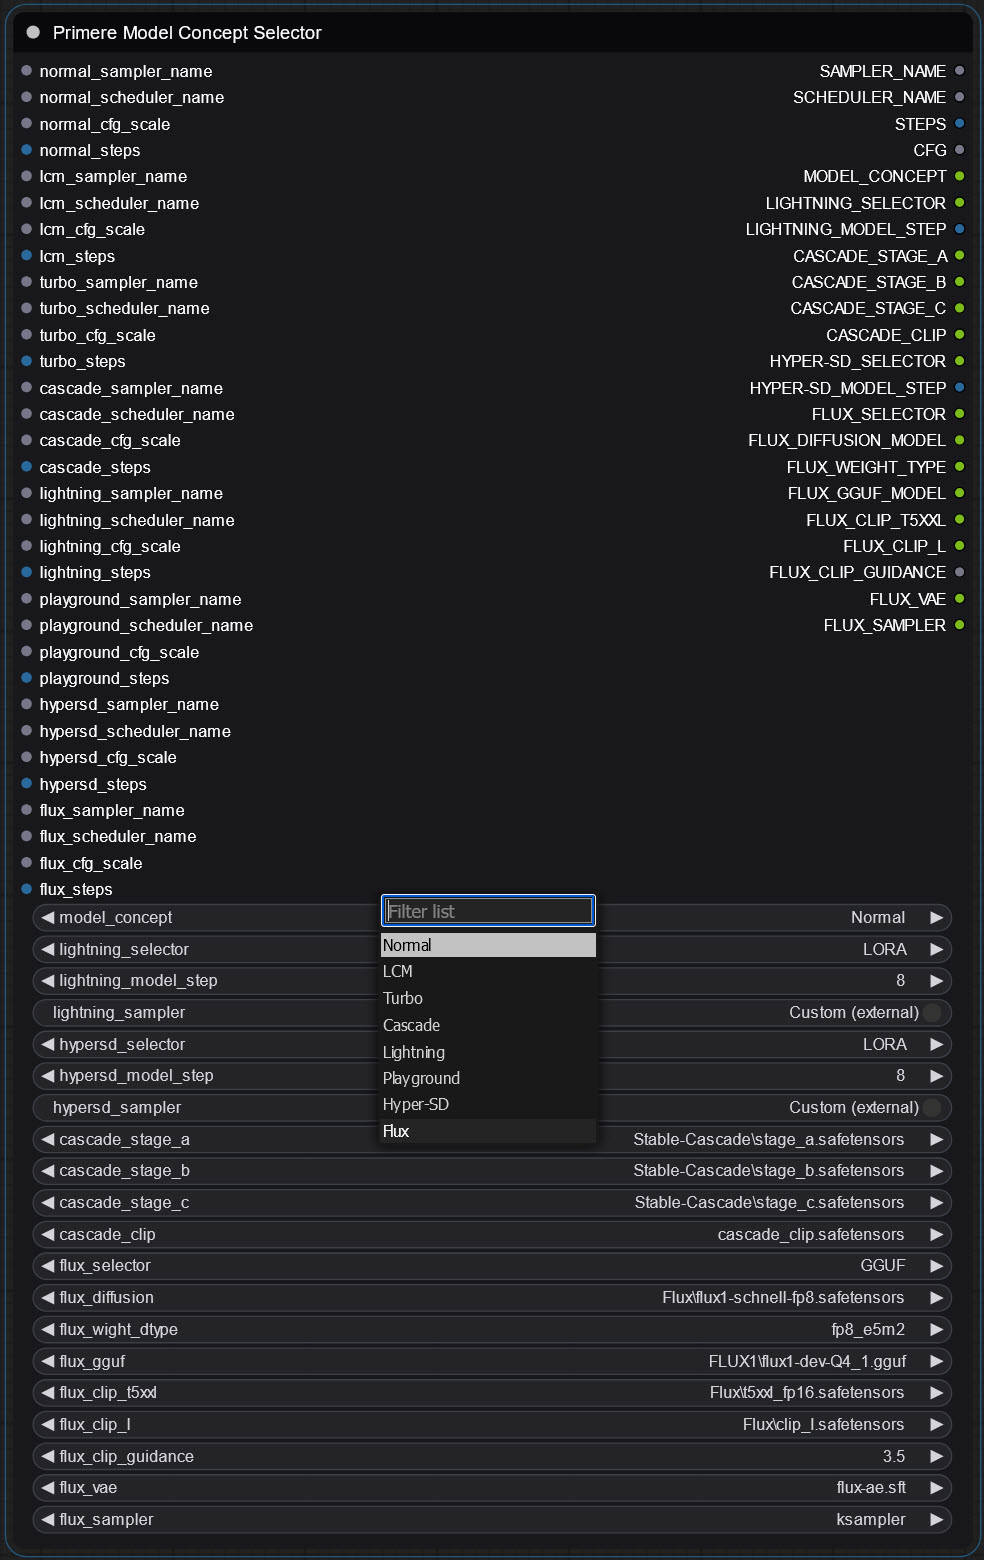 Primere Model Concept Selector
normal_sampler_name SAMPLER_NAME
normal_scheduler_name SCHEDULER_NAME
normal_cfg_scale STEPS
normal_steps CFG
lcm_sampler_name MODEL_CONCEPT
lcm_scheduler_name LIGHTNING_SELECTOR
lcm_cfg_scale LIGHTNING_MODEL_STEP
lcm_steps CASCADE_STAGE_A
turbo_sampler_name CASCADE_STAGE_B
turbo_scheduler_name CASCADE_STAGE_C
turbo_cfg_scale CASCADE_CLIP
turbo_steps HYPER-SD_SELECTOR
cascade_sampler_name HYPER-SD_MODEL_STEP
cascade_scheduler_name FLUX_SELECTOR
cascade_cfg_scale FLUX_DIFFUSION_MODEL
cascade_steps FLUX_WEIGHT_TYPE
lightning_sampler_name FLUX_GGUF_MODEL
lightning_scheduler_name FLUX_CLIP_T5XXL
lightning_cfg_scale FLUX_CLIP_L
lightning_steps FLUX_CLIP_GUIDANCE
playground_sampler_name FLUX_VAE
playground_scheduler_name FLUX_SAMPLER
playground_cfg_scale
playground_steps
hypersd_sampler_name
hypersd_scheduler_name
hypersd_cfg_scale
hypersd_steps
flux_sampler_name
flux_scheduler_name
flux_cfg_scale
flux_steps
Filter list
model_concept Normal
Normal
lightning_selector LORA
LCM
lightning_model_step 8
Turbo
lightning_sampler Custom (external)
Cascade
hypersd_selector LORA
Lightning
hypersd_model_step 8
Playground
hypersd_sampler Custom (external)
Hyper-SD
Flux
cascade_stage_a Stable-Cascade\stage_a.safetensors
cascade_stage_b Stable-Cascade\stage_b.safetensors
cascade_stage_c Stable-Cascade\stage_c.safetensors
cascade_clip cascade_clip.safetensors
flux_selector GGUF
flux_diffusion Flux\flux1-schnell-fp8.safetensors
flux_wight_dtype fp8_e5m2
flux_gguf FLUX1\flux1-dev-Q4_1.gguf
flux_clip_t5xxl Flux\t5xxl_fp16.safetensors
flux_clip_l Flux\clip_l.safetensors
flux_clip_guidance 3.5
flux_vae flux-ae.sft
flux_sampler ksampler